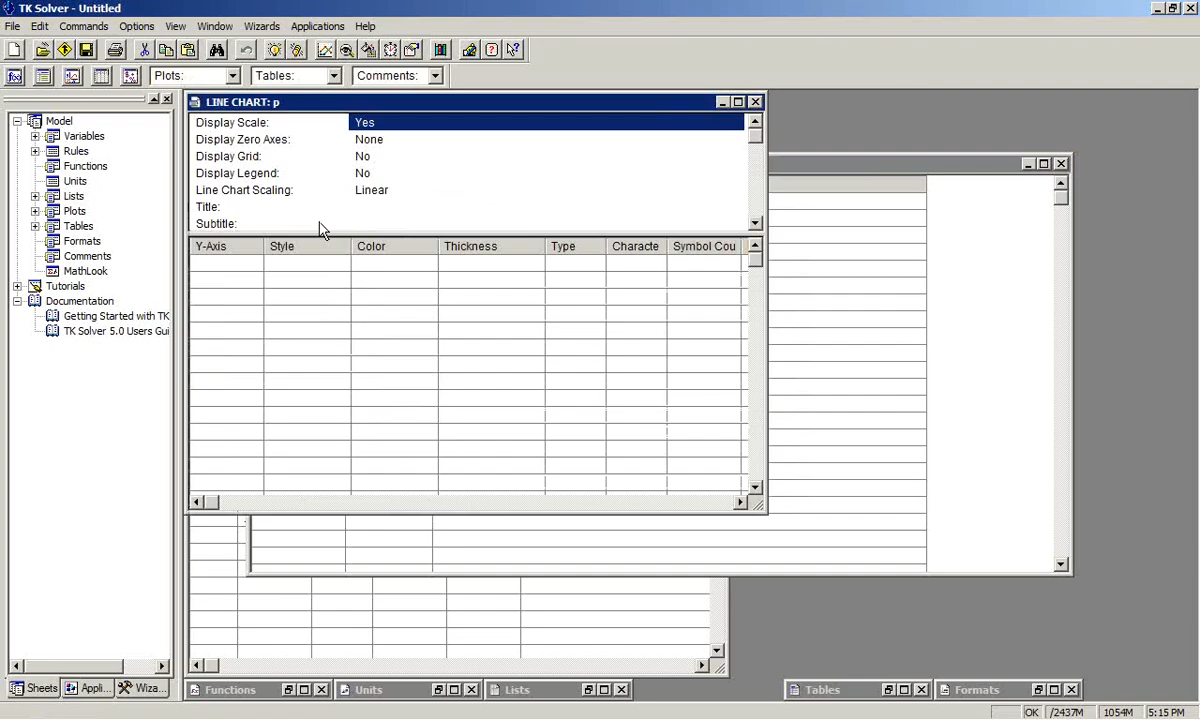 TK Solver - Untitled
File Edit Commands Options View Window Wizards Applications Help
Plots: Tables: Comments:
Model
Variables
Rules
Functions
Units
Lists
Plots
Tables
Formats
Comments
MathLook
Tutorials
Documentation
Getting Started with TK
TK Solver 5.0 Users Gui
Sheets Appli... Wiza...
LINE CHART: p
Display Scale: Yes
Display Zero Axes: None
Display Grid: No
Display Legend: No
Line Chart Scaling: Linear
Title:
Subtitle:
Y-Axis Style Color Thickness Type Characte Symbol Cou
Functions Units Lists Tables Formats
OK /2437M 1054M 5:15 PM